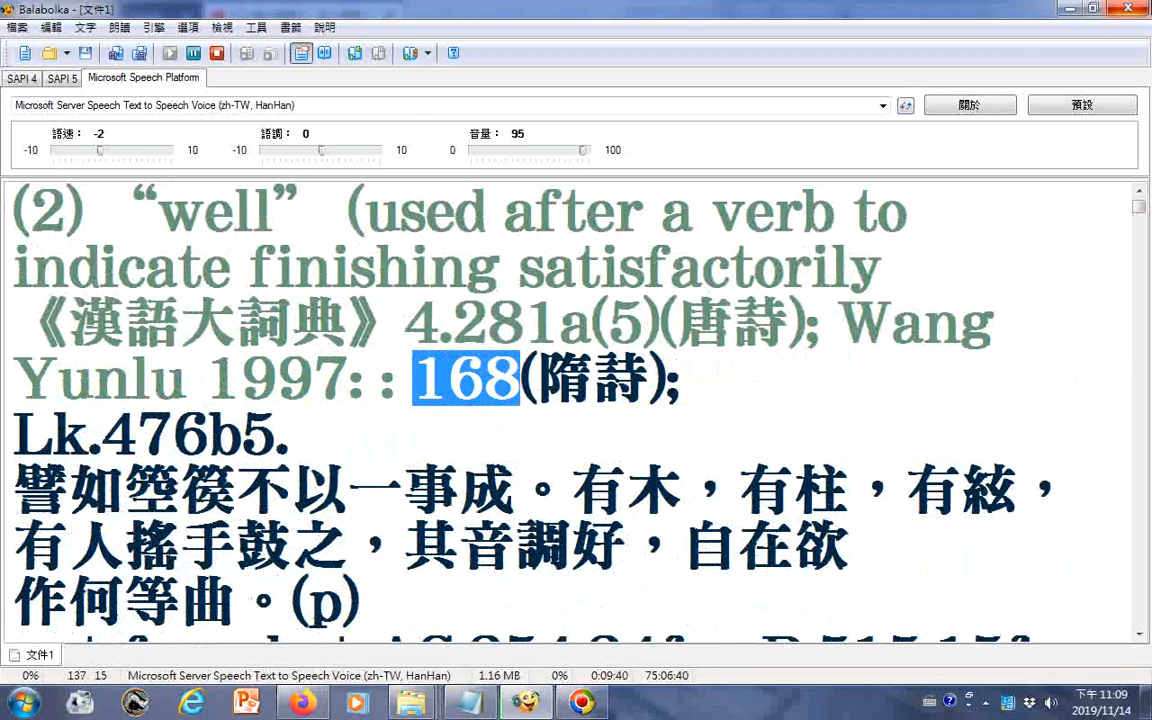 Balabolka - [文件1]
檔案 編輯 文字 朗讀 引擎 選項 檢視 工具 書籤 說明
SAPI 4 SAPI 5 Microsoft Speech Platform
Microsoft Server Speech Text to Speech Voice (zh-TW, HanHan) 關於 預設
語速： -2 語調： 0 音量： 95
-10 10 -10 10 0 100
(2) “well” (used after a verb to
indicate finishing satisfactorily
《漢語大詞典》4.281a(5)(唐詩); Wang
Yunlu 1997: : 168(隋詩);
Lk.476b5.
譬如箜篌不以一事成。有木，有柱，有絃，
有人搖手鼓之，其音調好，自在欲
作何等曲。(p)
文件1
0% 137 15 Microsoft Server Speech Text to Speech Voice (zh-TW, HanHan) 1.16 MB 0% 0:09:40 75:06:40
下午 11:09
2019/11/14